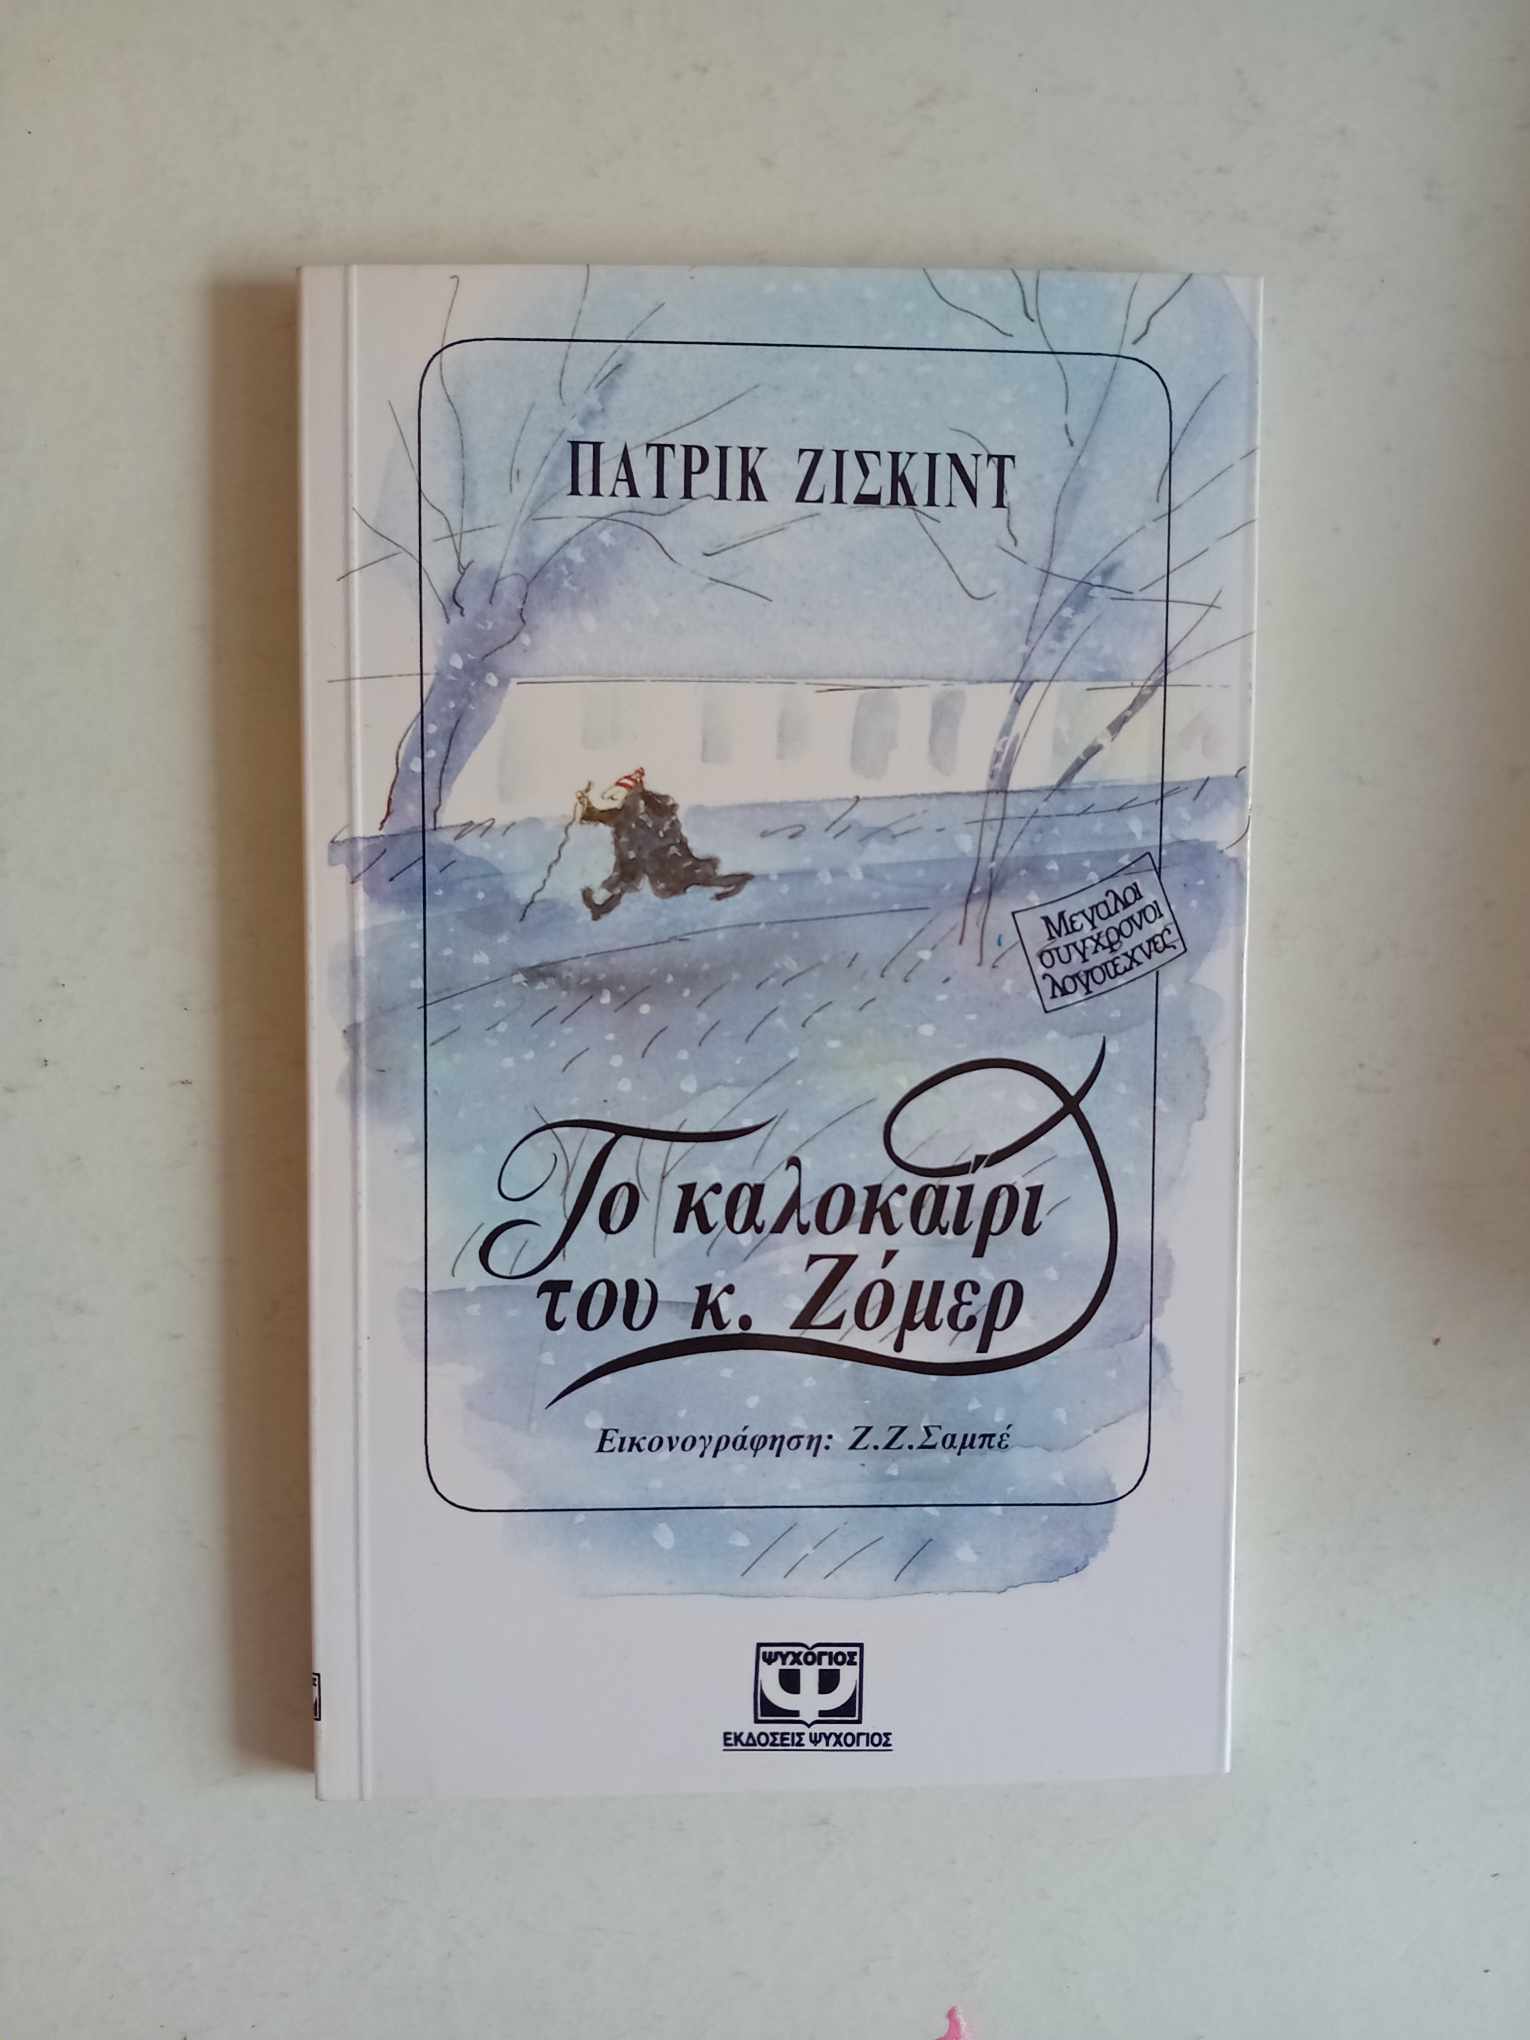 ΠΑΤΡΙΚ ΖΙΣΚΙΝΤ
Μεγάλοι
σύγχρονοι
λογοτέχνες
Το καλοκαίρι
του κ. Ζόμερ
Εικονογράφηση: Ζ.Ζ.Σαμπέ
ΨΥΧΟΓΙΟΣ
ΕΚΔΟΣΕΙΣ ΨΥΧΟΓΙΟΣ